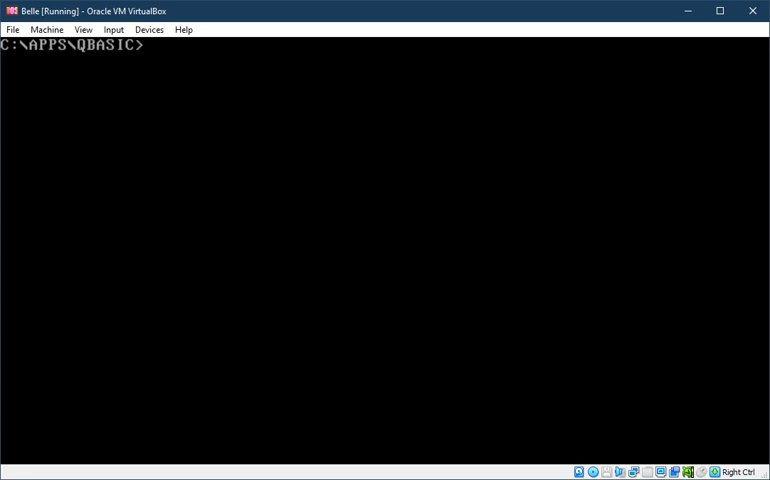 Belle [Running] - Oracle VM VirtualBox
File Machine View Input Devices Help
C:\APPS\QBASIC>
Right Ctrl